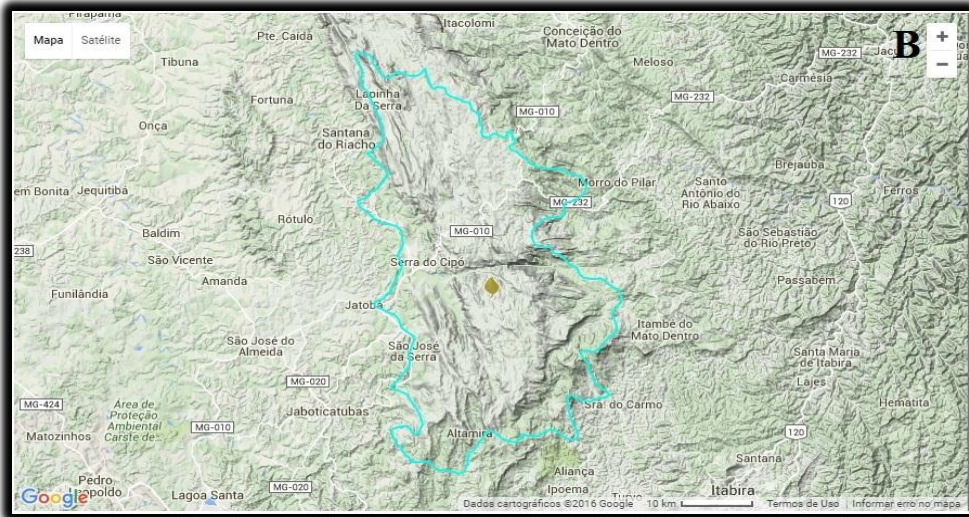 Pirapama
Itacolomi
Mapa Satélite
Pte. Caída
Conceição do
Mato Dentro
B
+
−
Tibuna
Meloso
MG-232
Carmésia
Fortuna
Lapinha
Da Serra
MG-010
MG-232
Onça
Santana
do Riacho
Brejaúba
em Bonita
Jequitibá
Morro do Pilar
Santo
Antônio do
Rio Abaixo
Ferros
MG-232
120
Rótulo
Baldim
MG-010
São Sebastião
do Rio Preto
238
São Vicente
Serra do Cipó
Amanda
Passabém
Funilândia
Jatobá
Itambé do
Mato Dentro
São José do
Almeida
São José
da Serra
Santa Maria
de Itabira
MG-020
Lajes
MG-424
Área de
Proteção
Ambiental
Carste de...
Jaboticatubas
Sra. do Carmo
Hematita
MG-010
Matozinhos
Altamira
120
Pedro
Leopoldo
Aliança
Santana
Lagoa Santa
MG-020
Ipoema
Itabira
Google
Dados cartográficos ©2016 Google 10 km Termos de Uso Informar erro no mapa